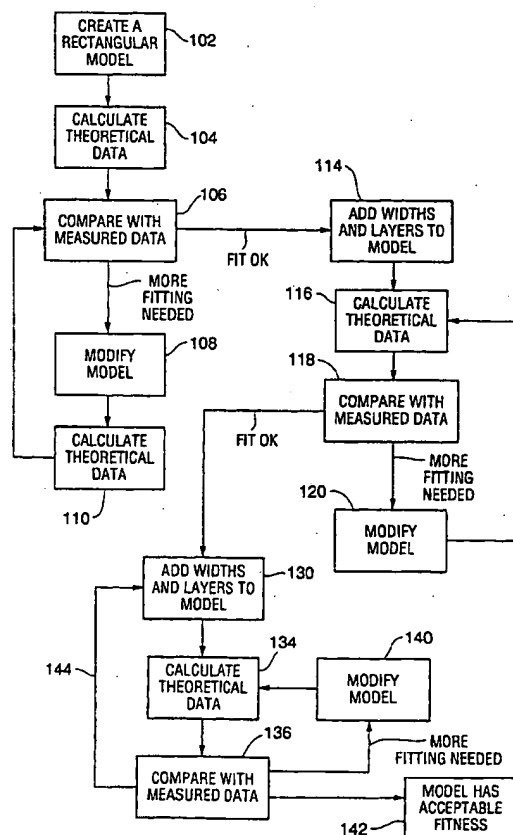 CREATE A
RECTANGULAR
MODEL
102
CALCULATE
THEORETICAL
DATA
104
106
COMPARE WITH
MEASURED DATA
FIT OK
MORE
FITTING
NEEDED
108
MODIFY
MODEL
CALCULATE
THEORETICAL
DATA
110
114
ADD WIDTHS
AND LAYERS TO
MODEL
116
CALCULATE
THEORETICAL
DATA
118
COMPARE WITH
MEASURED DATA
FIT OK
MORE
FITTING
NEEDED
120
MODIFY
MODEL
ADD WIDTHS
AND LAYERS TO
MODEL
130
134
CALCULATE
THEORETICAL
DATA
140
MODIFY
MODEL
144
136
COMPARE WITH
MEASURED DATA
MORE
FITTING NEEDED
MODEL HAS
ACCEPTABLE
FITNESS
142